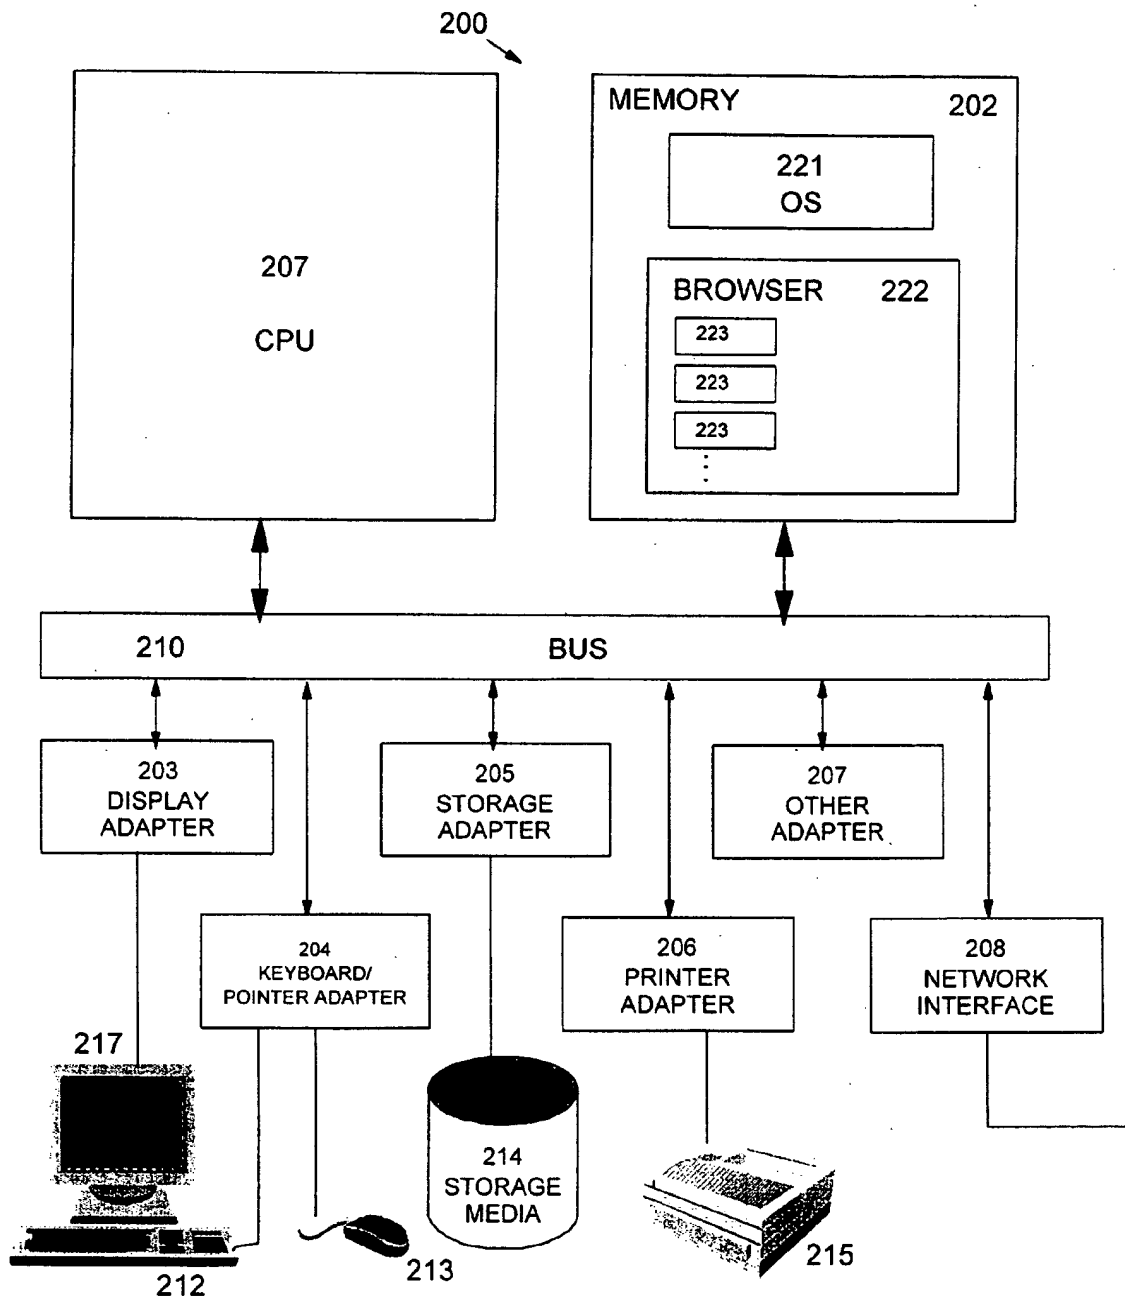 200
MEMORY 202
221
OS
207
CPU
BROWSER 222
223
223
223
210 BUS
203
DISPLAY
ADAPTER
205
STORAGE
ADAPTER
207
OTHER
ADAPTER
204
KEYBOARD/
POINTER ADAPTER
206
PRINTER
ADAPTER
208
NETWORK
INTERFACE
217
214
STORAGE
MEDIA
212
213
215